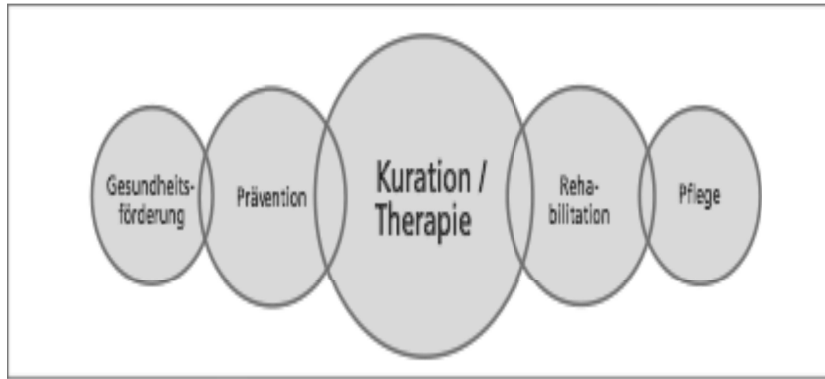 Gesundheits-
förderung
Prävention
Kuration /
Therapie
Reha-
bilitation
Pflege